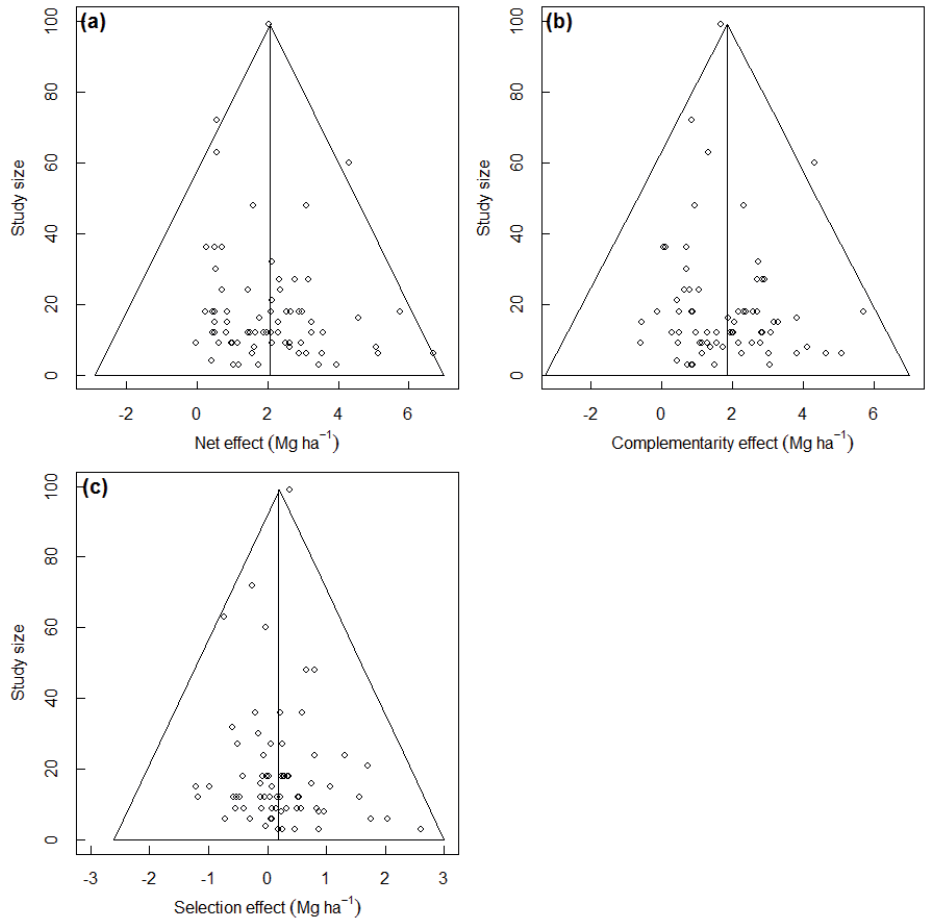 (a)
100
80
60
40
20
0
Study size
-2 0 2 4 6
Net effect (Mg ha⁻¹)
(b)
100
80
60
40
20
0
Study size
-2 0 2 4 6
Complementarity effect (Mg ha⁻¹)
(c)
100
80
60
40
20
0
Study size
-3 -2 -1 0 1 2 3
Selection effect (Mg ha⁻¹)